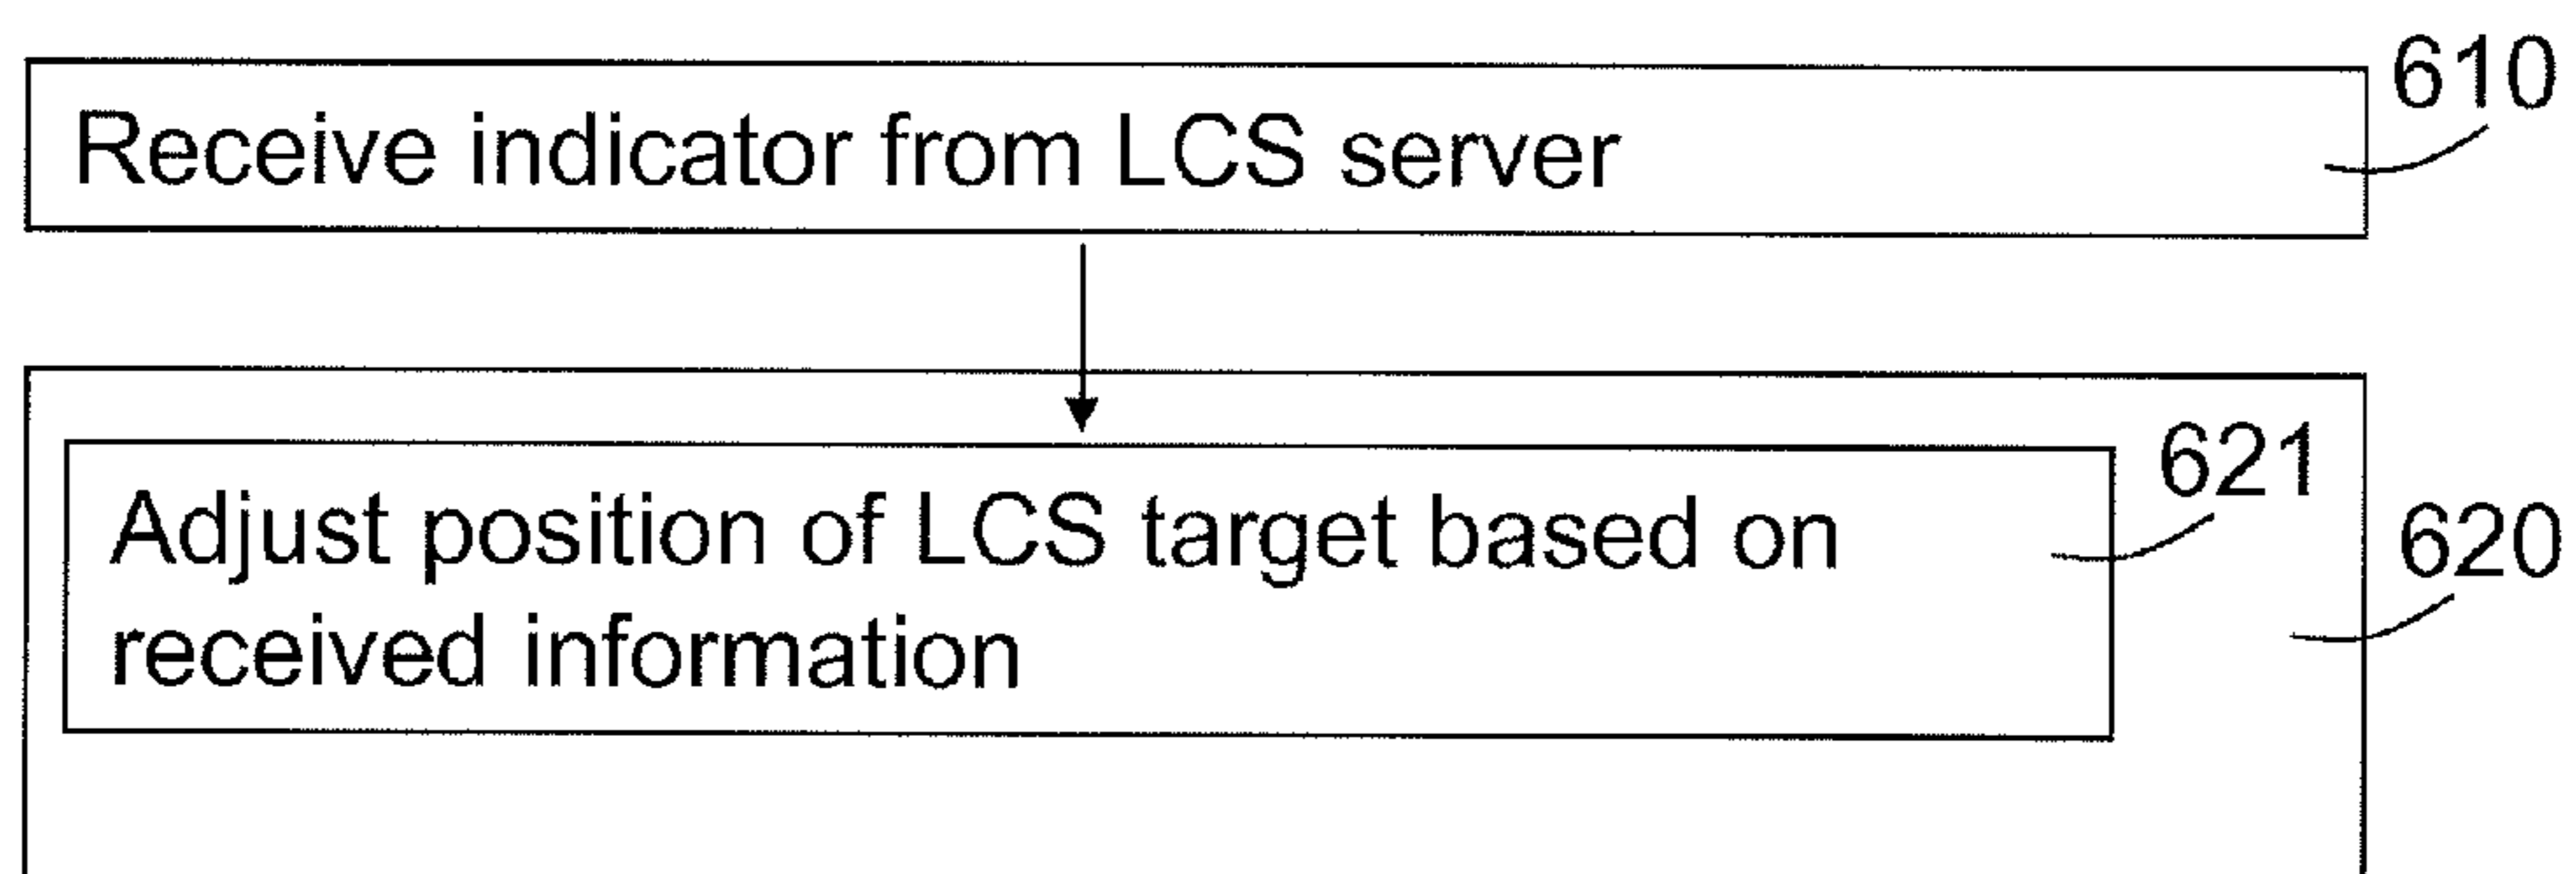 610
Receive indicator from LCS server
621
Adjust position of LCS target based on
received information
620